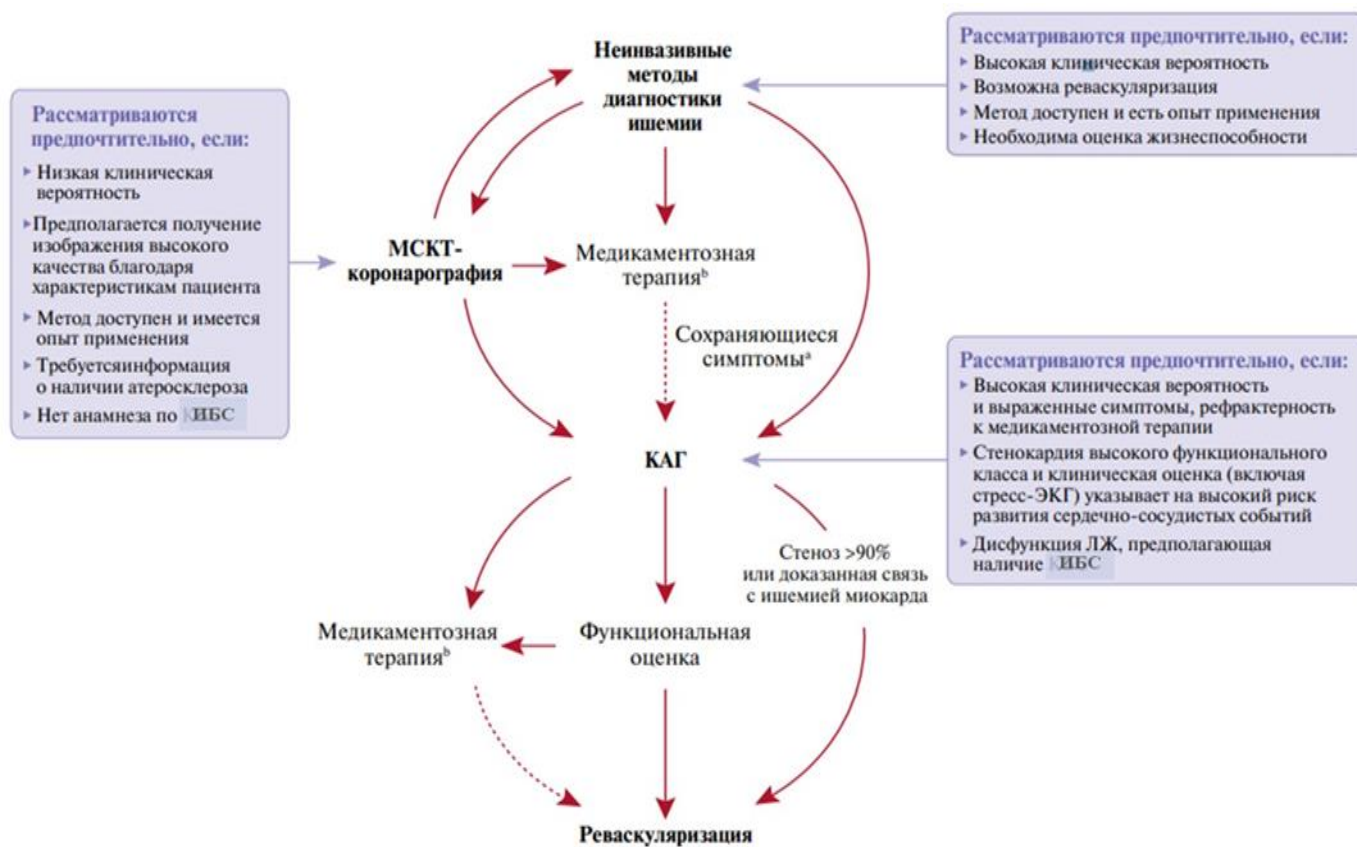 Неинвазивные
методы
диагностики
ишемии
Рассматриваются предпочтительно, если:
‣ Высокая клиническая вероятность
‣ Возможна реваскуляризация
‣ Метод доступен и есть опыт применения
‣ Необходима оценка жизнеспособности
Рассматриваются
предпочтительно, если:
‣ Низкая клиническая
вероятность
‣Предполагается получение
изображения высокого
качества благодаря
характеристикам пациента
‣ Метод доступен и имеется
опыт применения
‣ Требуетсяинформация
о наличии атеросклероза
‣ Нет анамнеза по ИБС
МСКТ-
коронарография
Медикаментозная
терапияᵇ
Сохраняющиеся
симптомыᵃ
КАГ
Рассматриваются предпочтительно, если:
‣ Высокая клиническая вероятность
и выраженные симптомы, рефрактерность
к медикаментозной терапии
‣ Стенокардия высокого функционального
класса и клиническая оценка (включая
стресс-ЭКГ) указывает на высокий риск
развития сердечно-сосудистых событий
‣ Дисфункция ЛЖ, предполагающая
наличие ИБС
Стеноз >90%
или доказанная связь
с ишемией миокарда
Медикаментозная
терапияᵇ
Функциональная
оценка
Реваскуляризация